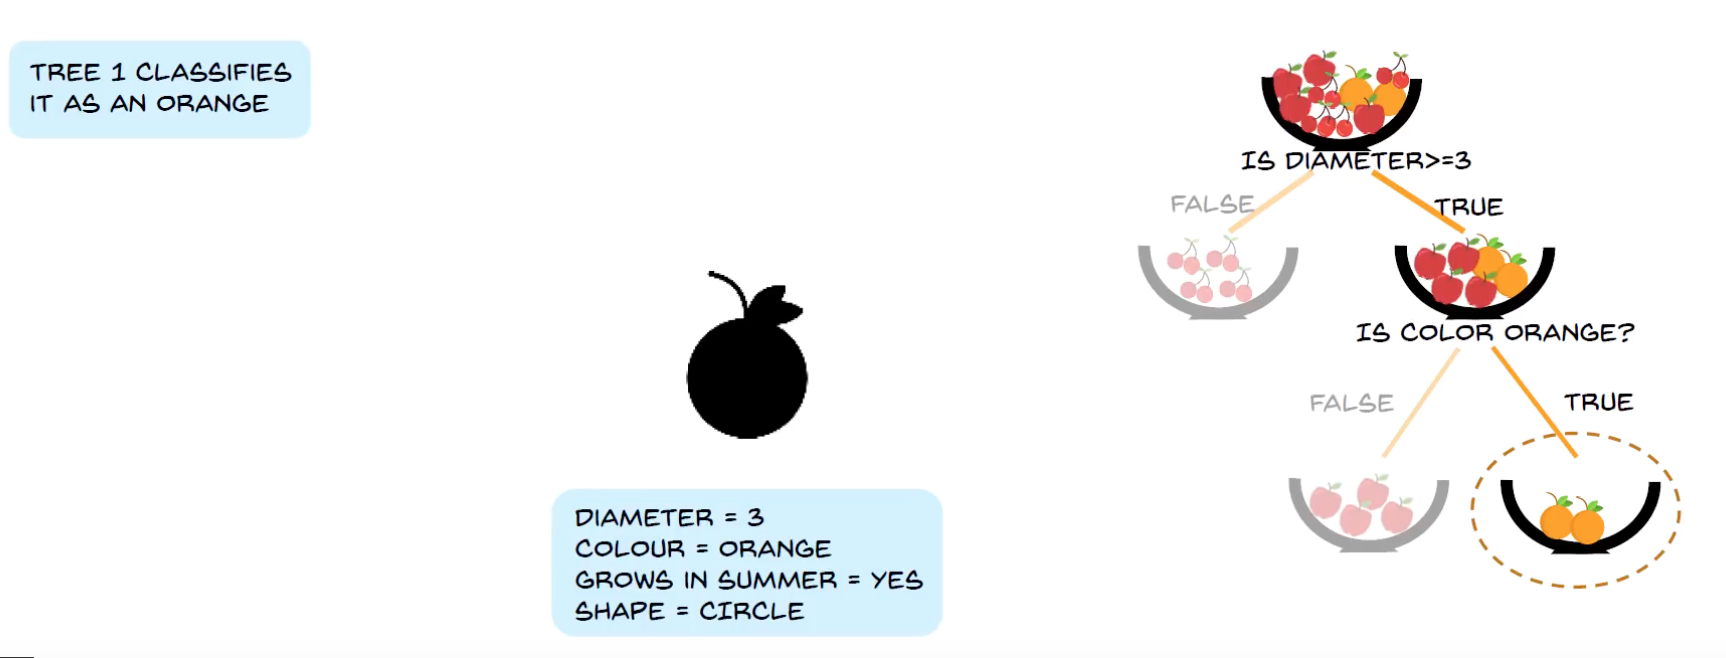 TREE 1 CLASSIFIES
IT AS AN ORANGE
IS DIAMETER>=3
FALSE
TRUE
IS COLOR ORANGE?
FALSE
TRUE
DIAMETER = 3
COLOUR = ORANGE
GROWS IN SUMMER = YES
SHAPE = CIRCLE